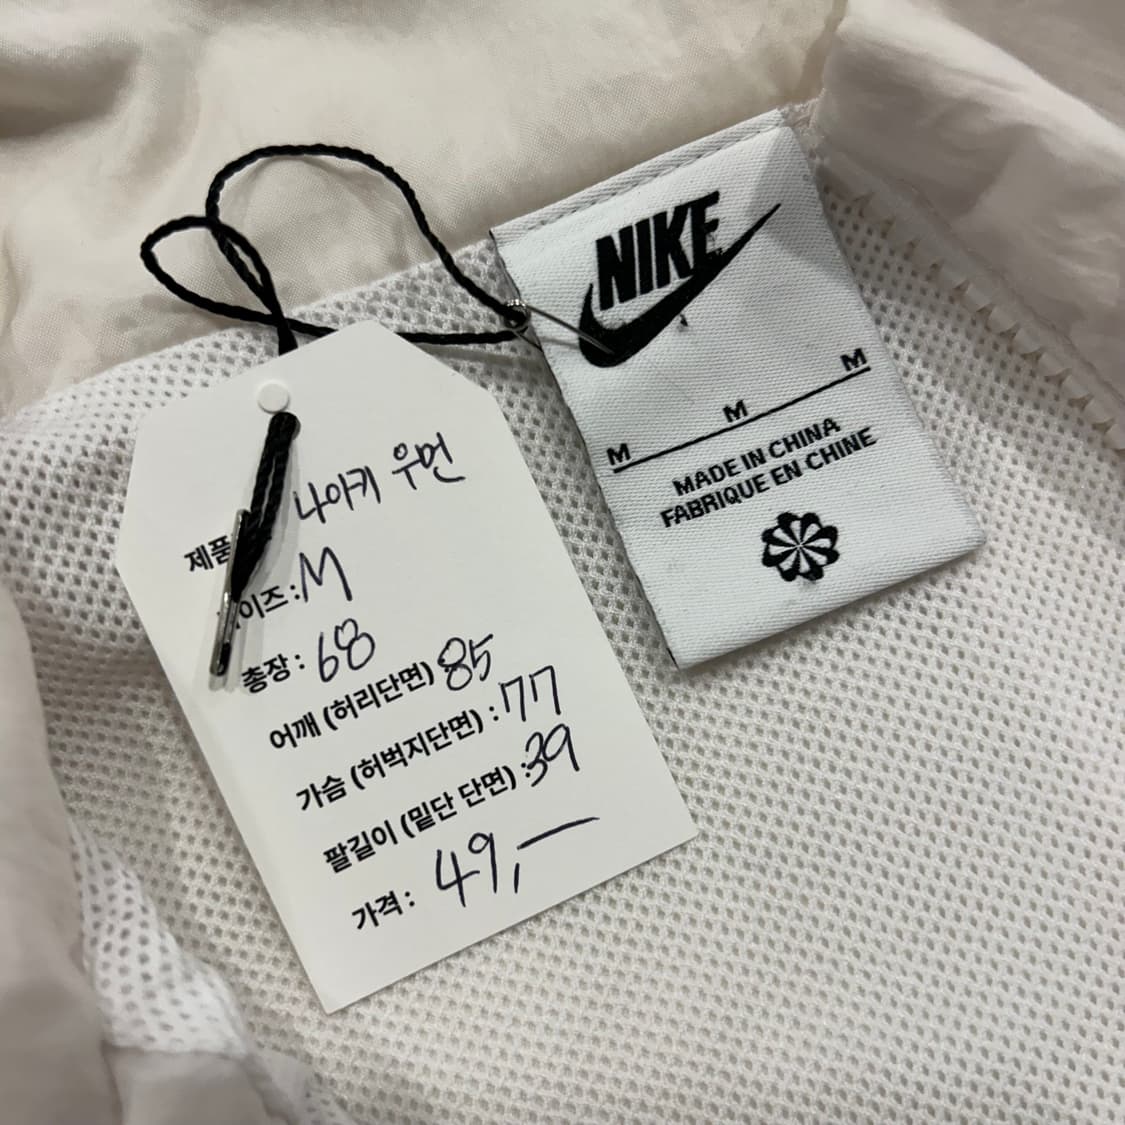 나이키 우먼
제품
이즈 : M
총장 : 68
어깨 (허리단면) 85
가슴 (허벅지단면) : 77
팔길이 (밑단 단면) : 39
가격 : 49,—
NIKE
M M M
MADE IN CHINA
FABRIQUE EN CHINE